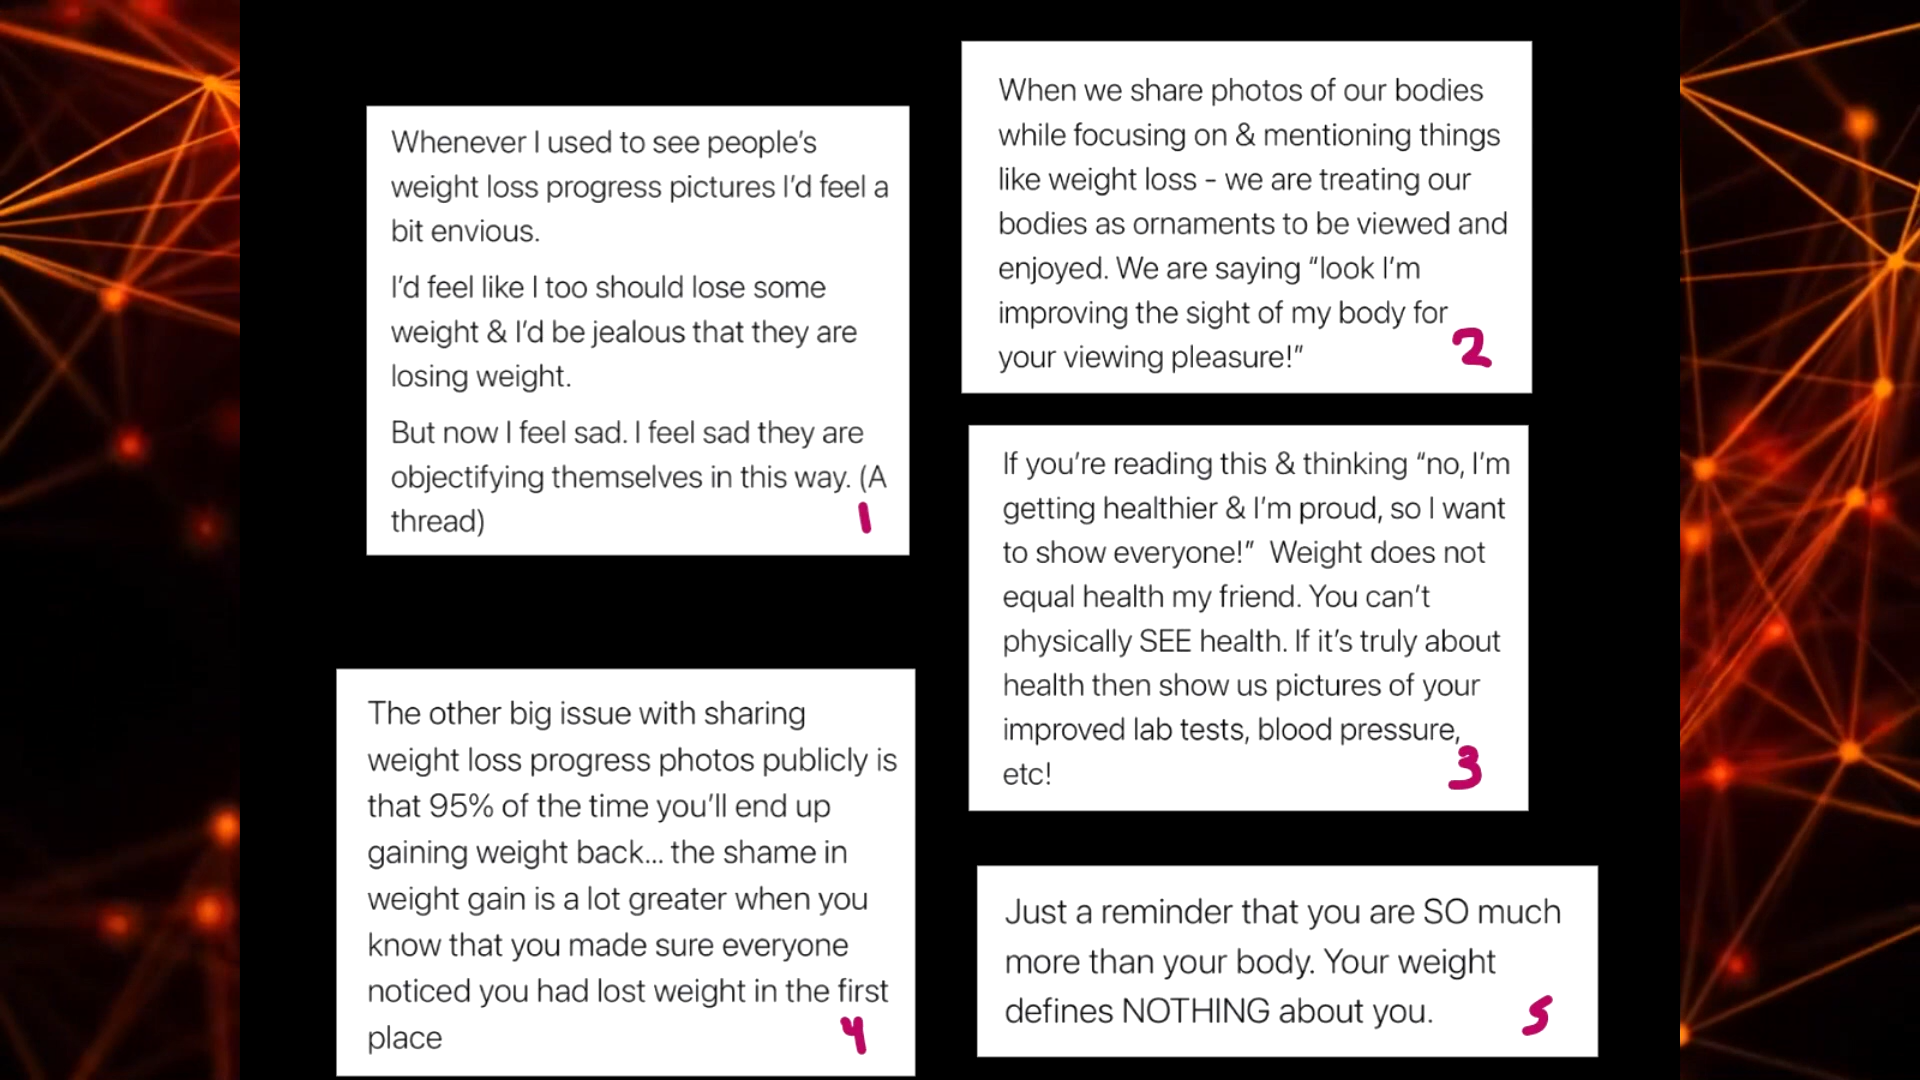 Whenever I used to see people’s
weight loss progress pictures I’d feel a
bit envious.
I’d feel like I too should lose some
weight & I’d be jealous that they are
losing weight.
But now I feel sad. I feel sad they are
objectifying themselves in this way. (A
thread)
1
When we share photos of our bodies
while focusing on & mentioning things
like weight loss - we are treating our
bodies as ornaments to be viewed and
enjoyed. We are saying “look I’m
improving the sight of my body for
your viewing pleasure!”
2
If you’re reading this & thinking “no, I’m
getting healthier & I’m proud, so I want
to show everyone!”  Weight does not
equal health my friend. You can’t
physically SEE health. If it’s truly about
health then show us pictures of your
improved lab tests, blood pressure,
etc!
3
The other big issue with sharing
weight loss progress photos publicly is
that 95% of the time you’ll end up
gaining weight back... the shame in
weight gain is a lot greater when you
know that you made sure everyone
noticed you had lost weight in the first
place
4
Just a reminder that you are SO much
more than your body. Your weight
defines NOTHING about you.
5